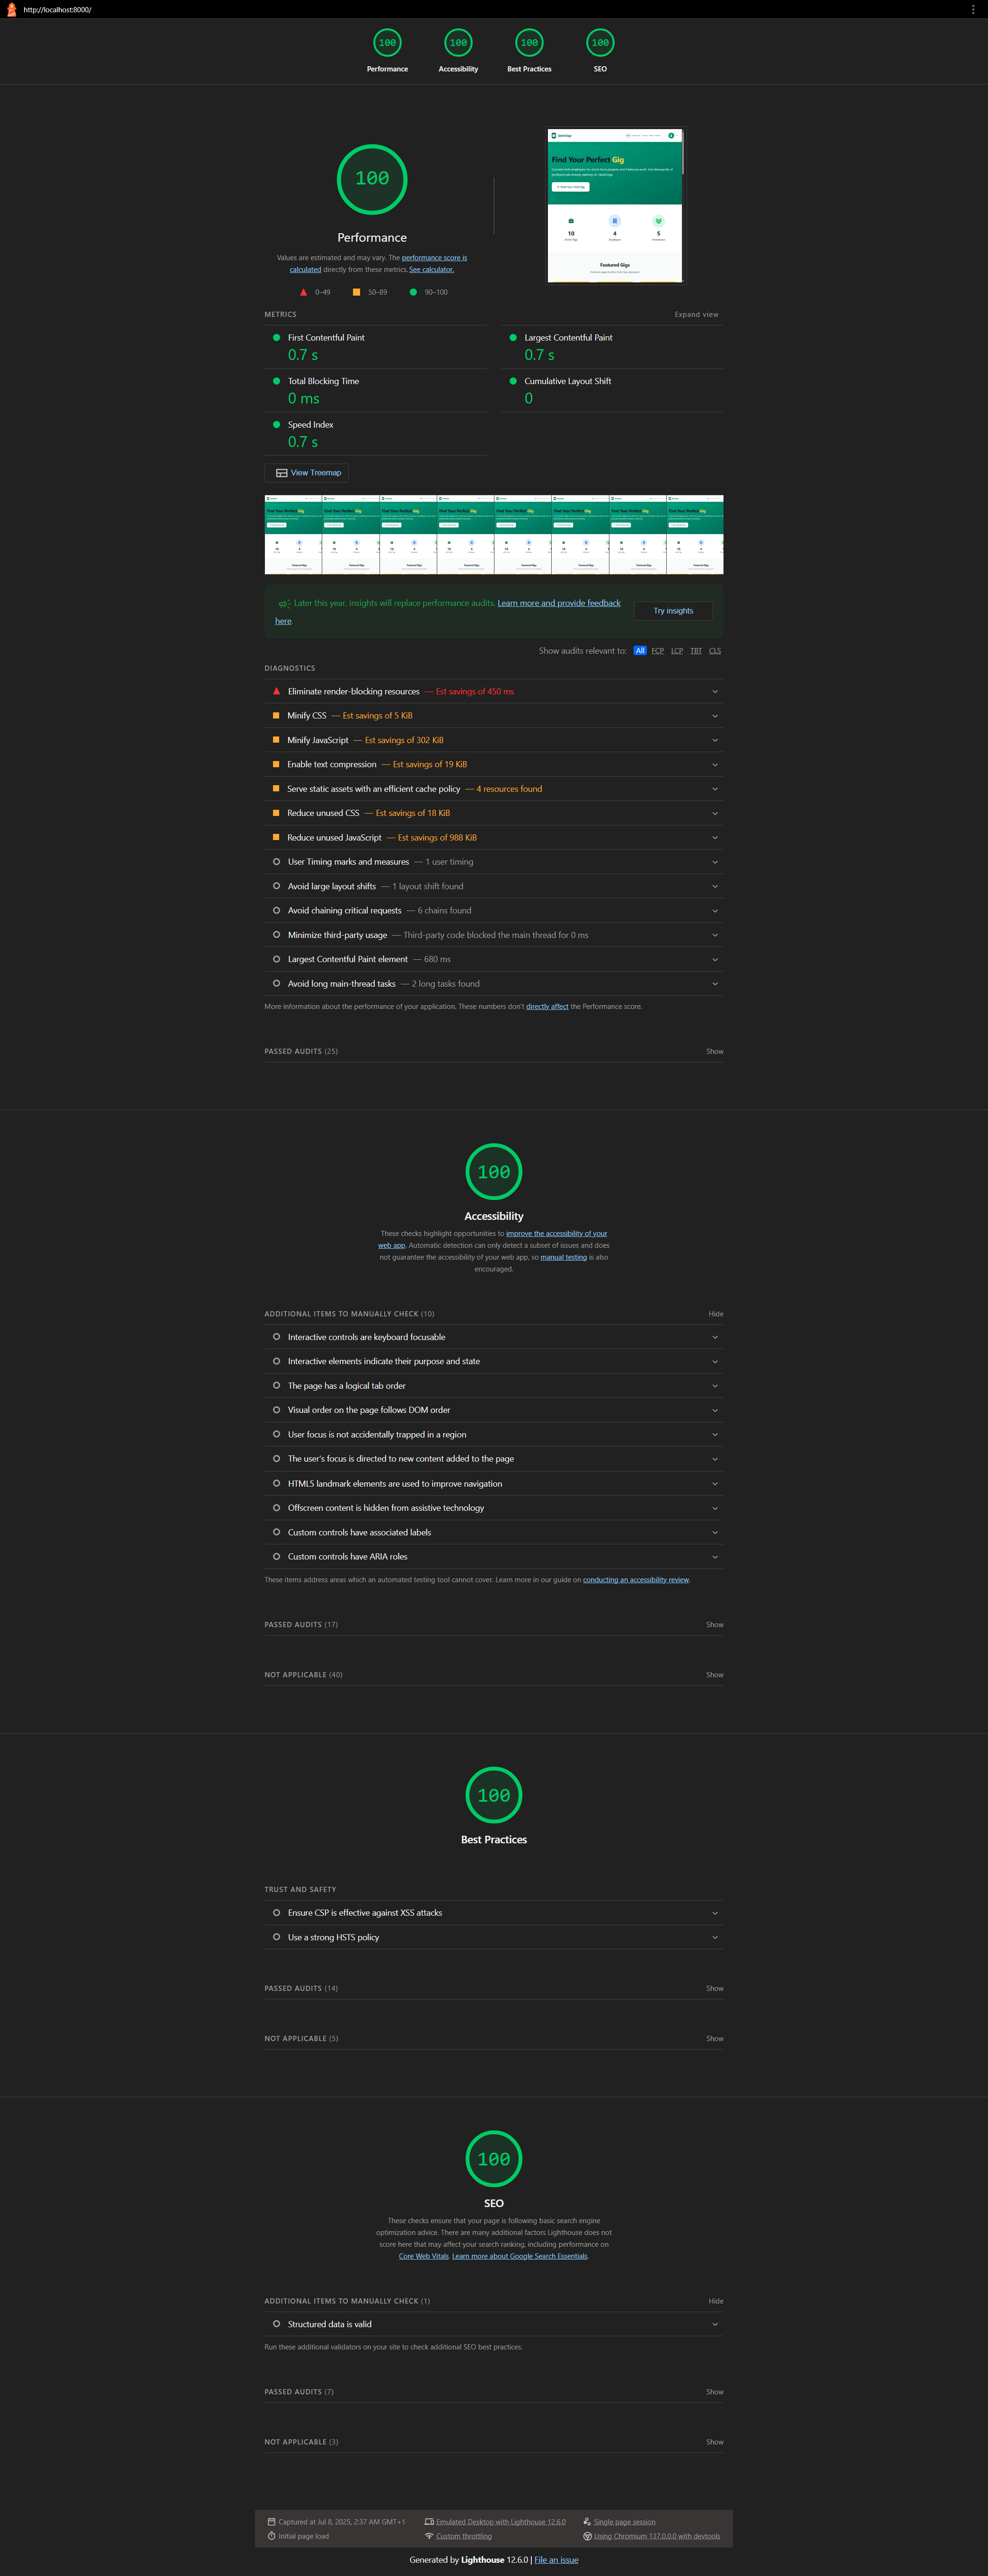 http://localhost:8000/
100
100
100
100
Performance
Accessibility
Best Practices
SEO
100
Performance
Values are estimated and may vary. The performance score is
calculated directly from these metrics. See calculator.
0–49
50–89
90–100
Find Your Perfect Gig
10
4
5
Featured Gigs
METRICS
Expand view
First Contentful Paint
0.7 s
Largest Contentful Paint
0.7 s
Total Blocking Time
0 ms
Cumulative Layout Shift
0
Speed Index
0.7 s
View Treemap
Later this year, insights will replace performance audits. Learn more and provide feedback
here.
Try insights
Show audits relevant to: All FCP LCP TBT CLS
DIAGNOSTICS
Eliminate render-blocking resources — Est savings of 450 ms
Minify CSS — Est savings of 5 KiB
Minify JavaScript — Est savings of 302 KiB
Enable text compression — Est savings of 19 KiB
Serve static assets with an efficient cache policy — 4 resources found
Reduce unused CSS — Est savings of 18 KiB
Reduce unused JavaScript — Est savings of 988 KiB
User Timing marks and measures — 1 user timing
Avoid large layout shifts — 1 layout shift found
Avoid chaining critical requests — 6 chains found
Minimize third-party usage — Third-party code blocked the main thread for 0 ms
Largest Contentful Paint element — 680 ms
Avoid long main-thread tasks — 2 long tasks found
More information about the performance of your application. These numbers don't directly affect the Performance score.
PASSED AUDITS (25)
Show
100
Accessibility
These checks highlight opportunities to improve the accessibility of your
web app. Automatic detection can only detect a subset of issues and does
not guarantee the accessibility of your web app, so manual testing is also
encouraged.
ADDITIONAL ITEMS TO MANUALLY CHECK (10)
Hide
Interactive controls are keyboard focusable
Interactive elements indicate their purpose and state
The page has a logical tab order
Visual order on the page follows DOM order
User focus is not accidentally trapped in a region
The user's focus is directed to new content added to the page
HTML5 landmark elements are used to improve navigation
Offscreen content is hidden from assistive technology
Custom controls have associated labels
Custom controls have ARIA roles
These items address areas which an automated testing tool cannot cover. Learn more in our guide on conducting an accessibility review.
PASSED AUDITS (17)
Show
NOT APPLICABLE (40)
Show
100
Best Practices
TRUST AND SAFETY
Ensure CSP is effective against XSS attacks
Use a strong HSTS policy
PASSED AUDITS (14)
Show
NOT APPLICABLE (5)
Show
100
SEO
These checks ensure that your page is following basic search engine
optimization advice. There are many additional factors Lighthouse does not
score here that may affect your search ranking, including performance on
Core Web Vitals. Learn more about Google Search Essentials.
ADDITIONAL ITEMS TO MANUALLY CHECK (1)
Hide
Structured data is valid
Run these additional validators on your site to check additional SEO best practices.
PASSED AUDITS (7)
Show
NOT APPLICABLE (3)
Show
Captured at Jul 8, 2025, 2:37 AM GMT+1
Emulated Desktop with Lighthouse 12.6.0
Single page session
Initial page load
Custom throttling
Using Chromium 137.0.0.0 with devtools
Generated by Lighthouse 12.6.0 | File an issue